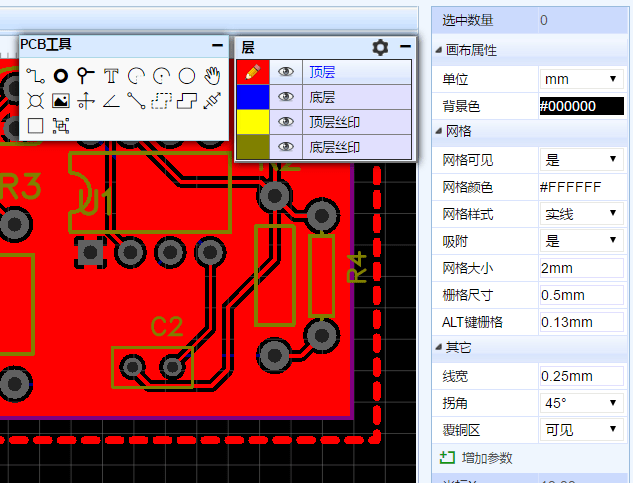 PCB工具
层
顶层
底层
顶层丝印
底层丝印
R3
U1
R4
C2
选中数量 0
画布属性
单位 mm
背景色 #000000
网格
网格可见 是
网格颜色 #FFFFFF
网格样式 实线
吸附 是
网格大小 2mm
栅格尺寸 0.5mm
ALT键栅格 0.13mm
其它
线宽 0.25mm
拐角 45°
覆铜区 可见
增加参数